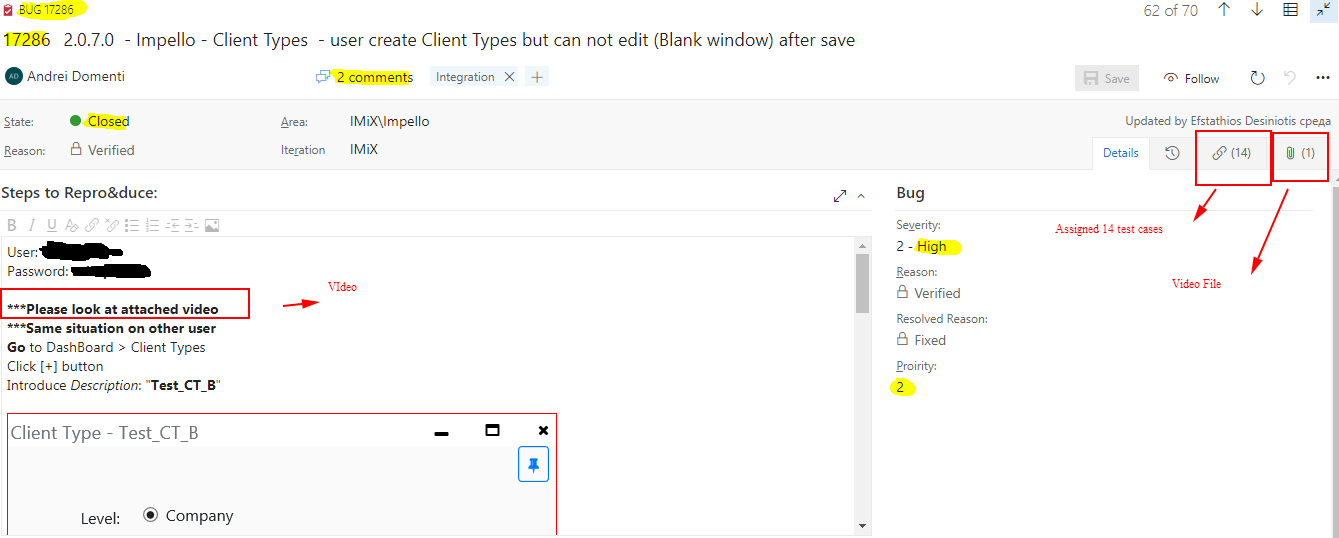 BUG 17286
62 of 70
17286 2.0.7.0 - Impello - Client Types - user create Client Types but can not edit (Blank window) after save
AD Andrei Domenti
2 comments
Integration
Save
Follow
State: Closed
Area: IMiX\Impello
Updated by Efstathios Desiniotis среда
Reason: Verified
Iteration IMiX
Details
(14)
(1)
Steps to Repro&duce:
B I U
User:
Password:
***Please look at attached video
VIdeo
***Same situation on other user
Go to DashBoard > Client Types
Click [+] button
Introduce Description: "Test_CT_B"
Client Type - Test_CT_B
Level: Company
Bug
Severity:
2 - High
Assigned 14 test cases
Reason:
Verified
Video File
Resolved Reason:
Fixed
Proirity:
2